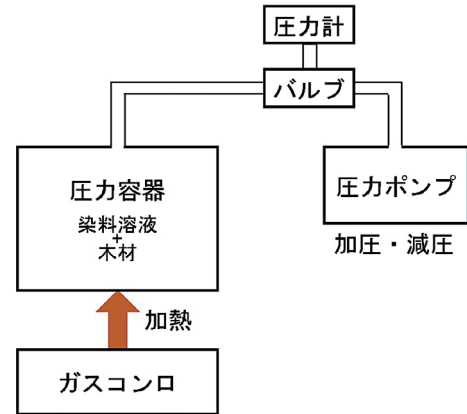 圧力計
バルブ
圧力容器
染料溶液
+
木材
圧力ポンプ
加圧・減圧
加熱
ガスコンロ